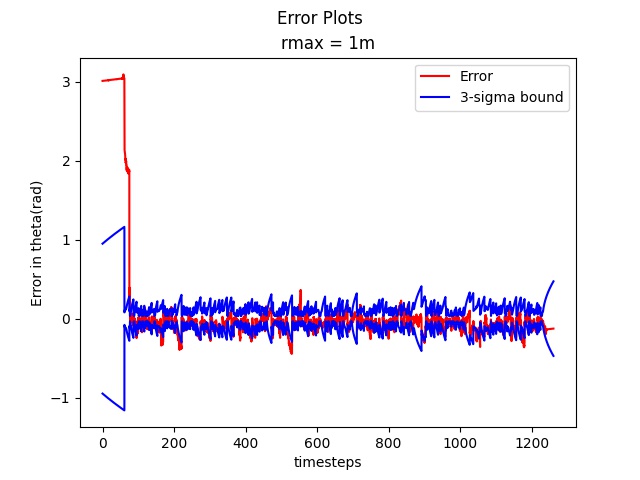 Error Plots
rmax = 1m
Error
3-sigma bound
Error in theta(rad)
3
2
1
0
−1
0 200 400 600 800 1000 1200
timesteps